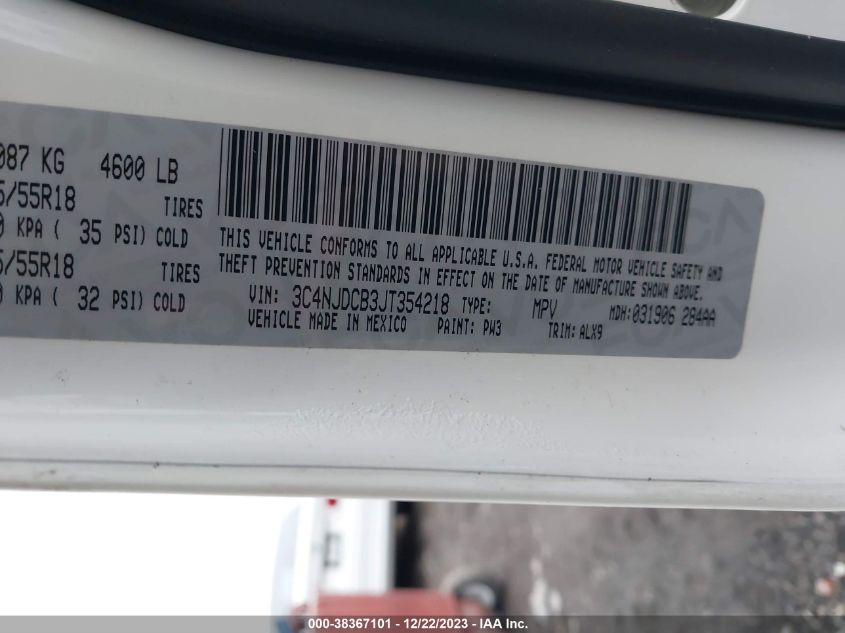 087 KG 4600 LB
5/55R18 TIRES
0 KPA ( 35 PSI) COLD
5/55R18 TIRES
0 KPA ( 32 PSI) COLD
THIS VEHICLE CONFORMS TO ALL APPLICABLE U.S.A. FEDERAL MOTOR VEHICLE SAFETY AND
THEFT PREVENTION STANDARDS IN EFFECT ON THE DATE OF MANUFACTURE SHOWN ABOVE.
VIN: 3C4NJDCB3JT354218 TYPE: MPV MDH:031906 284AA
VEHICLE MADE IN MEXICO PAINT: PW3 TRIM: ALX9
000-38367101 - 12/22/2023 - IAA Inc.